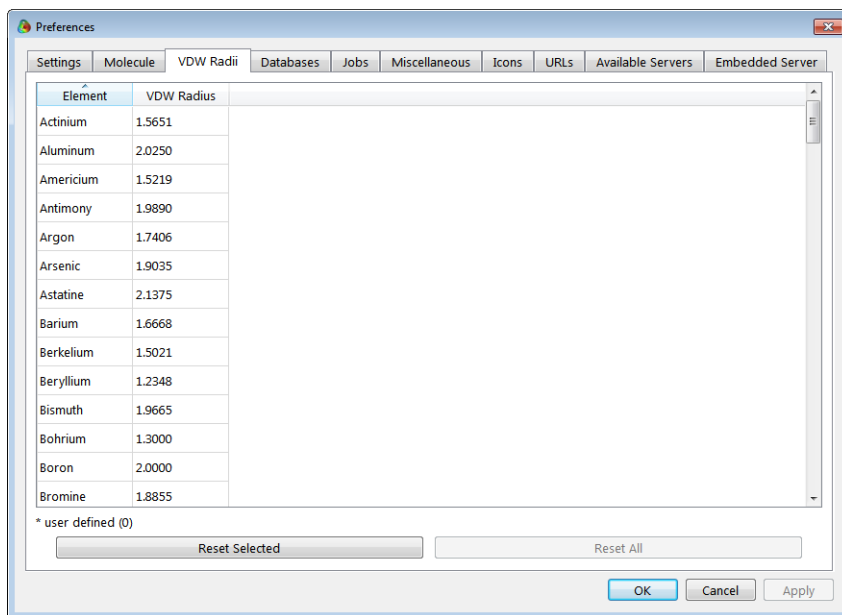 Preferences
Settings Molecule VDW Radii Databases Jobs Miscellaneous Icons URLs Available Servers Embedded Server
Element VDW Radius
Actinium 1.5651
Aluminum 2.0250
Americium 1.5219
Antimony 1.9890
Argon 1.7406
Arsenic 1.9035
Astatine 2.1375
Barium 1.6668
Berkelium 1.5021
Beryllium 1.2348
Bismuth 1.9665
Bohrium 1.3000
Boron 2.0000
Bromine 1.8855
* user defined (0)
Reset Selected Reset All
OK Cancel Apply